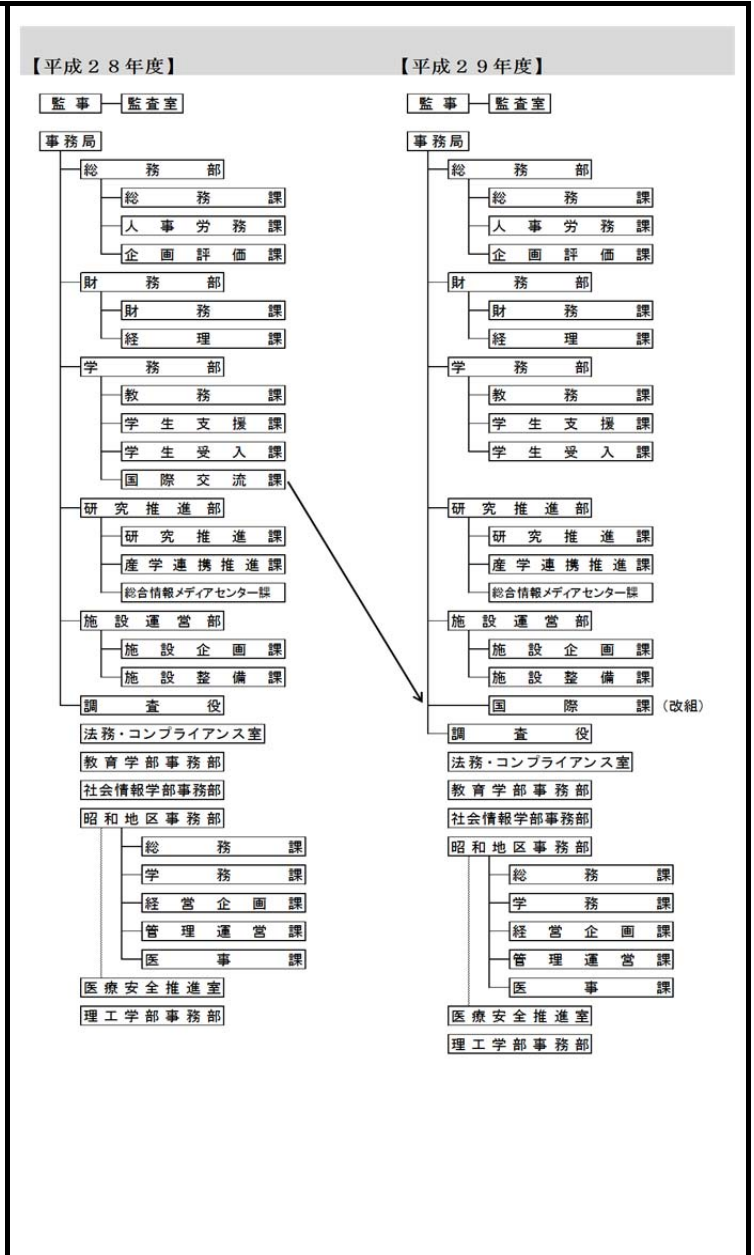 【平成２８年度】
監事
監査室
事務局
総務部
総務課
人事労務課
企画評価課
財務部
財務課
経理課
学務部
教務課
学生支援課
学生受入課
国際交流課
研究推進部
研究推進課
産学連携推進課
総合情報メディアセンター課
施設運営部
施設企画課
施設整備課
調査役
法務・コンプライアンス室
教育学部事務部
社会情報学部事務部
昭和地区事務部
総務課
学務課
経営企画課
管理運営課
医事課
医療安全推進室
理工学部事務部
【平成２９年度】
監事
監査室
事務局
総務部
総務課
人事労務課
企画評価課
財務部
財務課
経理課
学務部
教務課
学生支援課
学生受入課
研究推進部
研究推進課
産学連携推進課
総合情報メディアセンター課
施設運営部
施設企画課
施設整備課
国際課（改組）
調査役
法務・コンプライアンス室
教育学部事務部
社会情報学部事務部
昭和地区事務部
総務課
学務課
経営企画課
管理運営課
医事課
医療安全推進室
理工学部事務部